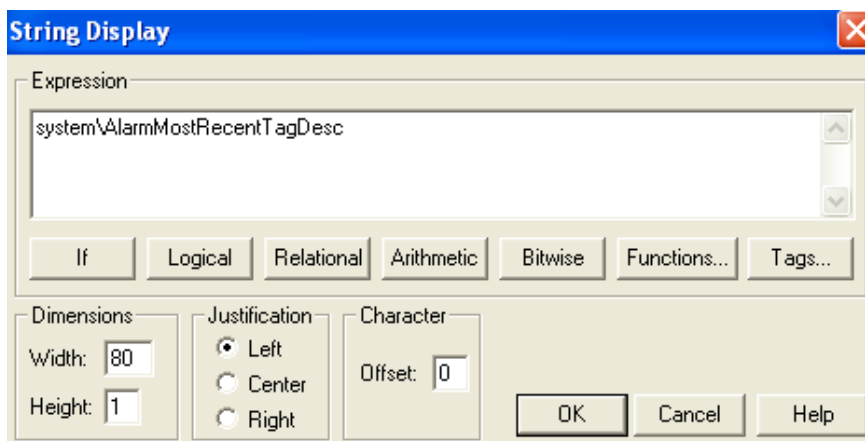 String Display
Expression
system\AlarmMostRecentTagDesc
If Logical Relational Arithmetic Bitwise Functions... Tags...
Dimensions Justification Character
Width: 80
Height: 1
Left
Center
Right
Offset: 0
OK Cancel Help